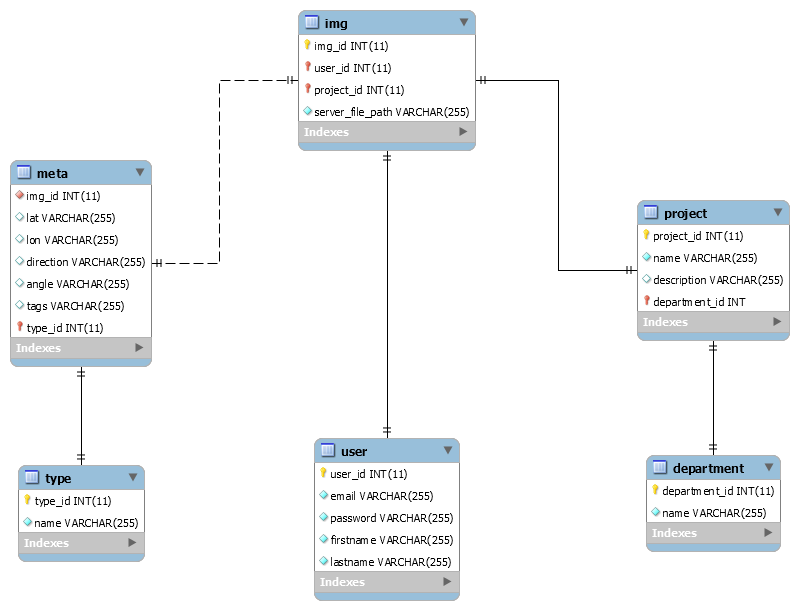 img
img_id INT(11)
user_id INT(11)
project_id INT(11)
server_file_path VARCHAR(255)
Indexes
meta
img_id INT(11)
lat VARCHAR(255)
lon VARCHAR(255)
direction VARCHAR(255)
angle VARCHAR(255)
tags VARCHAR(255)
type_id INT(11)
Indexes
project
project_id INT(11)
name VARCHAR(255)
description VARCHAR(255)
department_id INT
Indexes
type
type_id INT(11)
name VARCHAR(255)
Indexes
user
user_id INT(11)
email VARCHAR(255)
password VARCHAR(255)
firstname VARCHAR(255)
lastname VARCHAR(255)
Indexes
department
department_id INT(11)
name VARCHAR(255)
Indexes